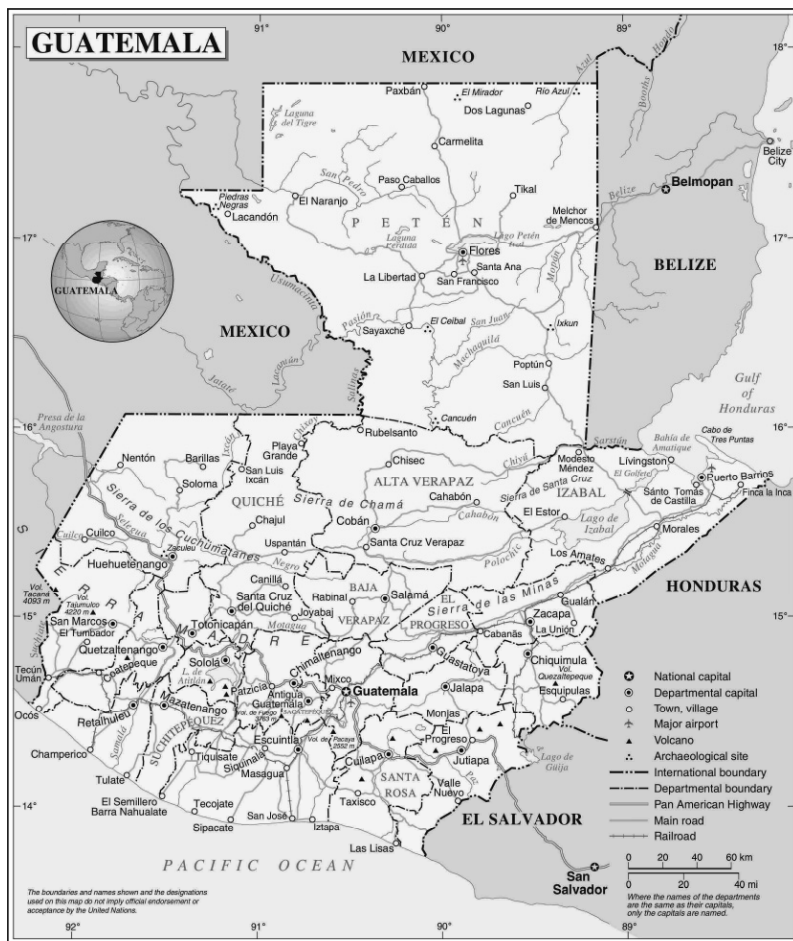 GUATEMALA
91°
90°
89°
18°
MEXICO
Paxbán
El Mirador
Río Azul
Dos Lagunas
Azul
Hondo
Booths
Laguna
del Tigre
Carmelita
Belize
City
San Pedro
Paso Caballos
Tikal
Belize
Belmopan
Piedras
Negras
El Naranjo
Lacandón
PETÉN
Melchor
de Mencos
17°
17°
Laguna
Perdida
Lago Petén
Itzá
Flores
Santa Ana
La Libertad
San Francisco
Mopán
BELIZE
GUATEMALA
MEXICO
Usumacinta
Pasión
El Ceibal
San Juan
Ixkun
Sayaxché
Machaquilá
Lacantún
Jataté
Salinas
Poptún
San Luis
Gulf
of
Honduras
Presa de la
Angostura
16°
16°
Cancuén
Cancuén
Rubelsanto
Sarstún
Bahía de
Amatique
Cabo de
Tres Puntas
Ixcán
Chixoy
Playa
Grande
Nentón
Barillas
San Luis
Ixcán
Chisec
Chiyú
Modesto
Méndez
Lívingston
El Golfete
Puerto Barrios
Soloma
ALTA VERAPAZ
Sierra de Santa Cruz
IZABAL
Santo Tomás
de Castilla
Finca la Inca
QUICHÉ
Sierra de Chamá
Cahabón
Cahabón
Sierra de los Cuchumatanes
Selegua
Chajul
Cobán
El Estor
Lago de
Izabal
Cuilco
Cuilco
Zaculeu
Uspantán
Santa Cruz Verapaz
Polochic
Morales
Motagua
Huehuetenango
Negro
Los Amates
Vol.
Tacaná
4093 m
Vol.
Tajumulco
4220 m
Canillá
Santa Cruz
del Quiché
Rabinal
BAJA
VERAPAZ
Salamá
EL
PROGRESO
Sierra de las Minas
HONDURAS
SIERRA MADRE
Gualán
15°
15°
San Marcos
El Tumbador
Totonicapán
Joyabaj
Motagua
Zacapa
La Unión
Cabañas
Quetzaltenango
Sololá
Chimaltenango
Guastatoya
Chiquimula
Vol.
Quezaltepeque
Suchiate
Tecún
Umán
Coatepeque
L. de
Atitlán
Patzicía
Mixco
Guatemala
Antigua
Guatemala
SACATEPÉQUEZ
Jalapa
Esquipulas
Ocós
Retalhuleu
Mazatenango
Vol. de Fuego
3763 m
Monjas
SUCHITEPÉQUEZ
Escuintla
Vol. de Pacaya
2552 m
El
Progreso
Champerico
Samalá
Tiquisate
Siquinalá
Masagua
Cuilapa
Jutiapa
Lago de
Güija
Tulate
SANTA
ROSA
Valle
Nuevo
Paz
14°
14°
El Semillero
Barra Nahualate
Tecojate
Taxisco
EL SALVADOR
Sipacate
San José
Iztapa
Las Lisas
San
Salvador
PACIFIC OCEAN
National capital
Departmental capital
Town, village
Major airport
Volcano
Archaeological site
International boundary
Departmental boundary
Pan American Highway
Main road
Railroad
0 20 40 60 km
0 20 40 mi
Where the names of the departments
are the same as their capitals,
only the capitals are named.
The boundaries and names shown and the designations
used on this map do not imply official endorsement or
acceptance by the United Nations.
92°
91°
90°
89°